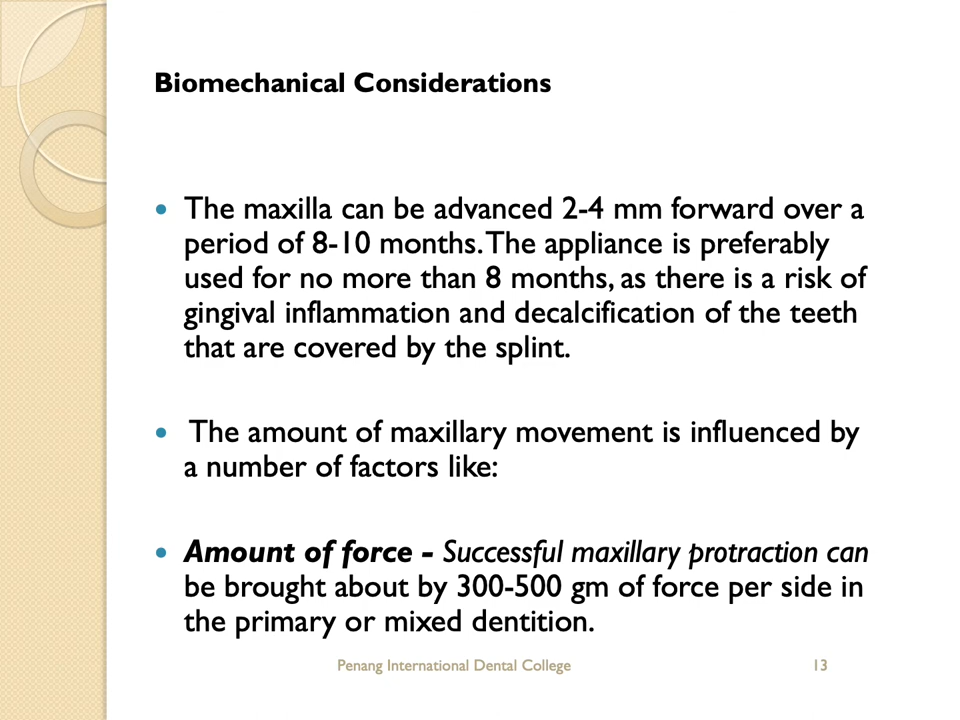 Biomechanical Considerations
• The maxilla can be advanced 2-4 mm forward over a
period of 8-10 months. The appliance is preferably
used for no more than 8 months, as there is a risk of
gingival inflammation and decalcification of the teeth
that are covered by the splint.
• The amount of maxillary movement is influenced by
a number of factors like:
• Amount of force - Successful maxillary protraction can
be brought about by 300-500 gm of force per side in
the primary or mixed dentition.
Penang International Dental College 13